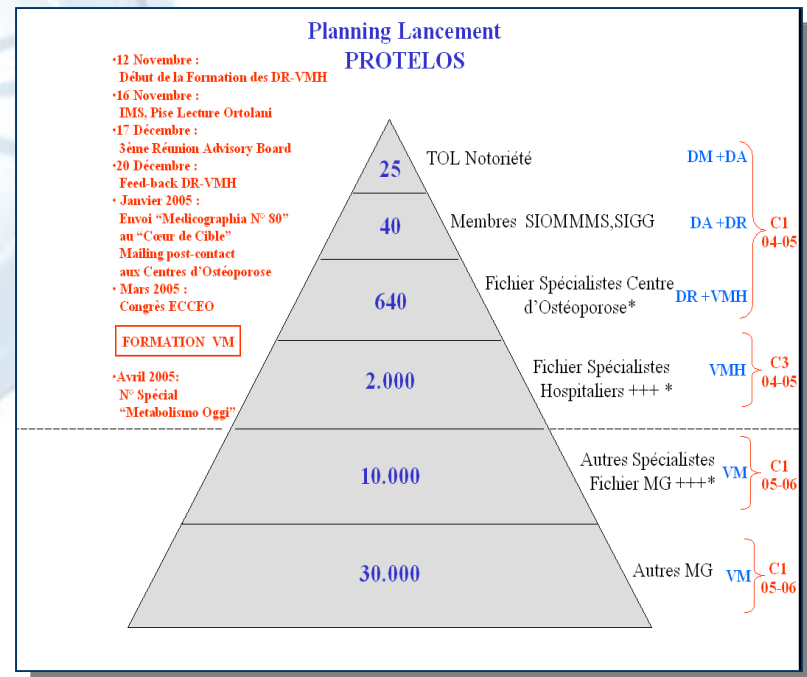 Planning Lancement
PROTELOS
•12 Novembre :
Début de la Formation des DR-VMH
•16 Novembre :
IMS, Pise Lecture Ortolani
•17 Décembre :
3ème Réunion Advisory Board
•20 Décembre :
Feed-back DR-VMH
• Janvier 2005 :
Envoi “Medicographia N° 80”
au “Cœur de Cible”
Mailing post-contact
aux Centres d’Ostéoporose
• Mars 2005 :
Congrès ECCEO
FORMATION VM
•Avril 2005:
N° Spécial
“Metabolismo Oggi”
25
TOL Notoriété
DM +DA
40
Membres SIOMMMS,SIGG
DA +DR
C1
04-05
640
Fichier Spécialistes Centre
d’Ostéoporose*
DR +VMH
2.000
Fichier Spécialistes
Hospitaliers +++ *
VMH
C3
04-05
10.000
Autres Spécialistes
Fichier MG +++*
VM
C1
05-06
30.000
Autres MG
VM
C1
05-06